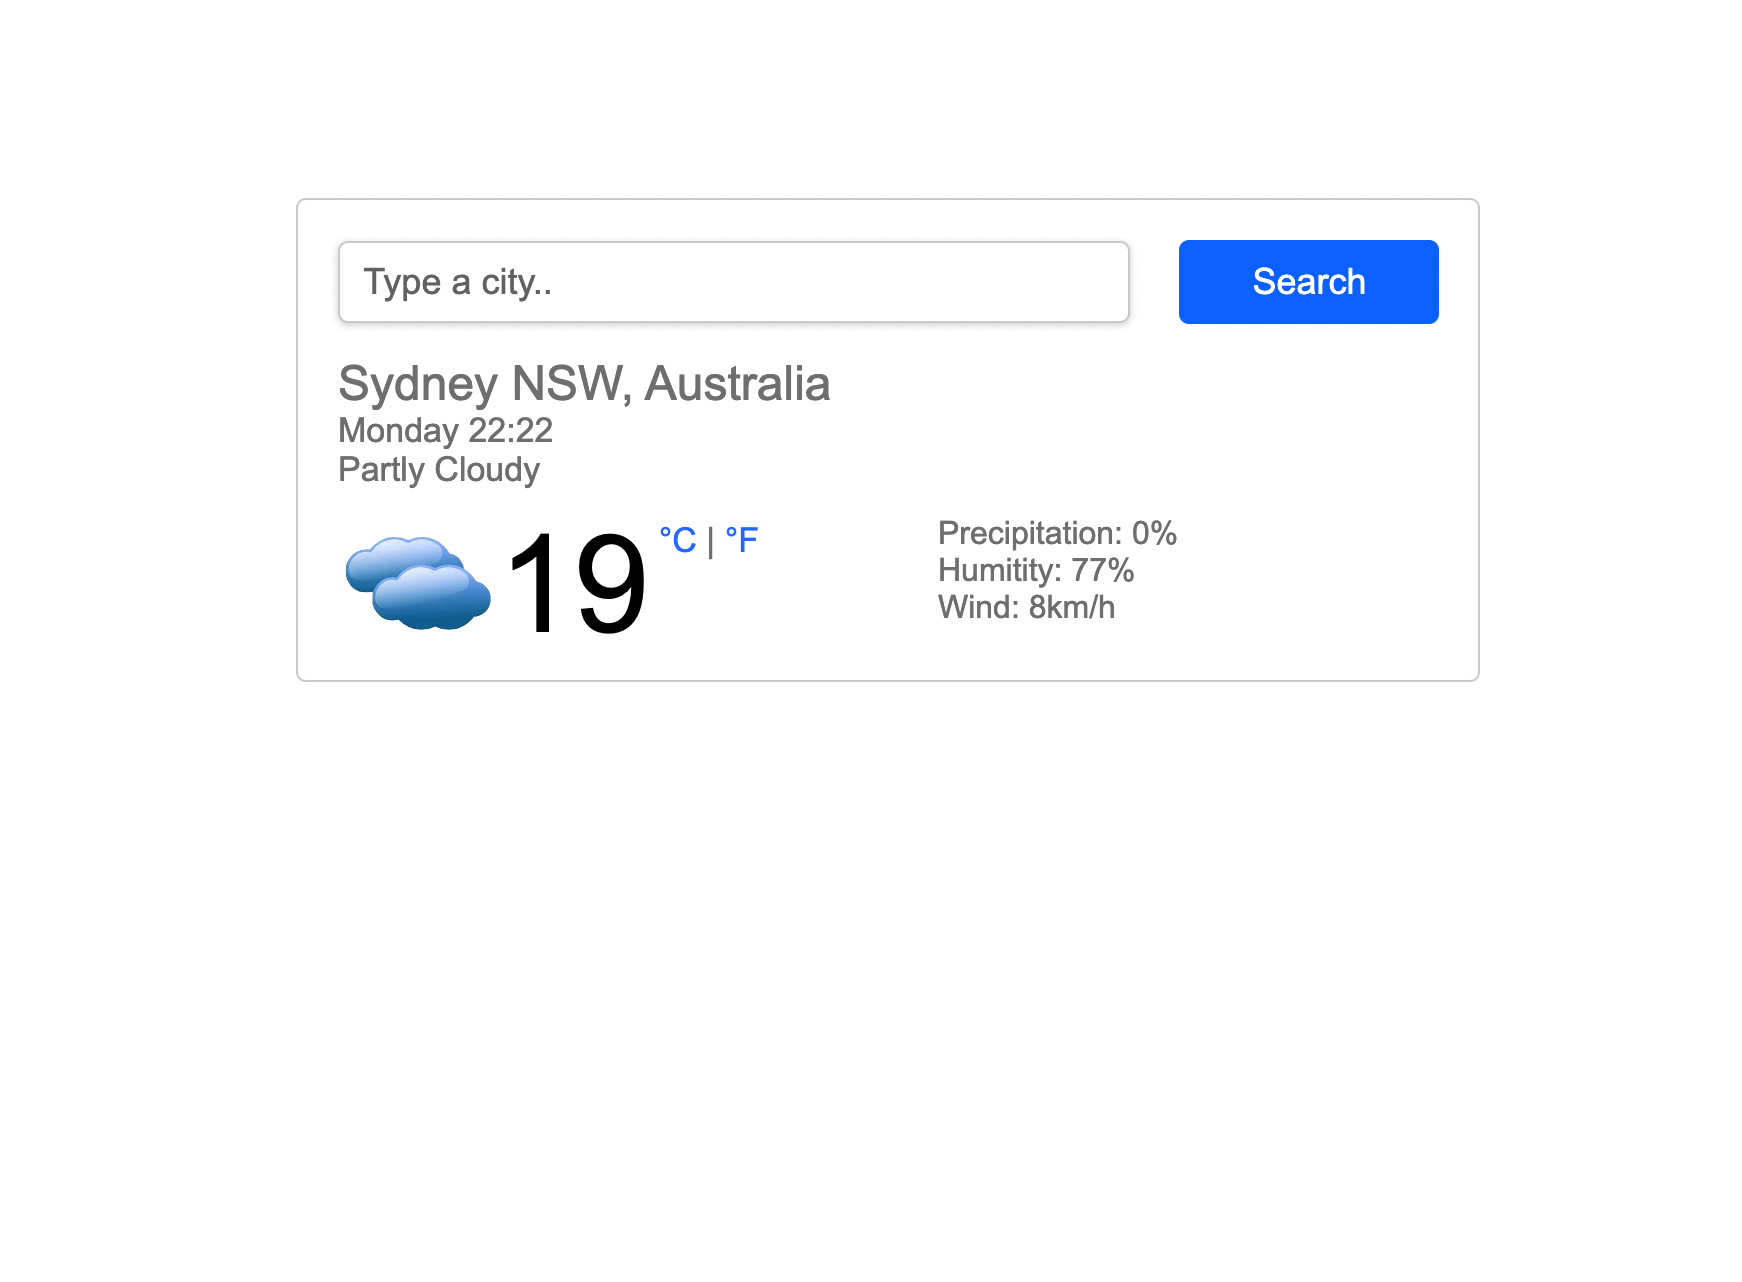 Type a city..
Search
Sydney NSW, Australia
Monday 22:22
Partly Cloudy
19 °C | °F
Precipitation: 0%
Humitity: 77%
Wind: 8km/h